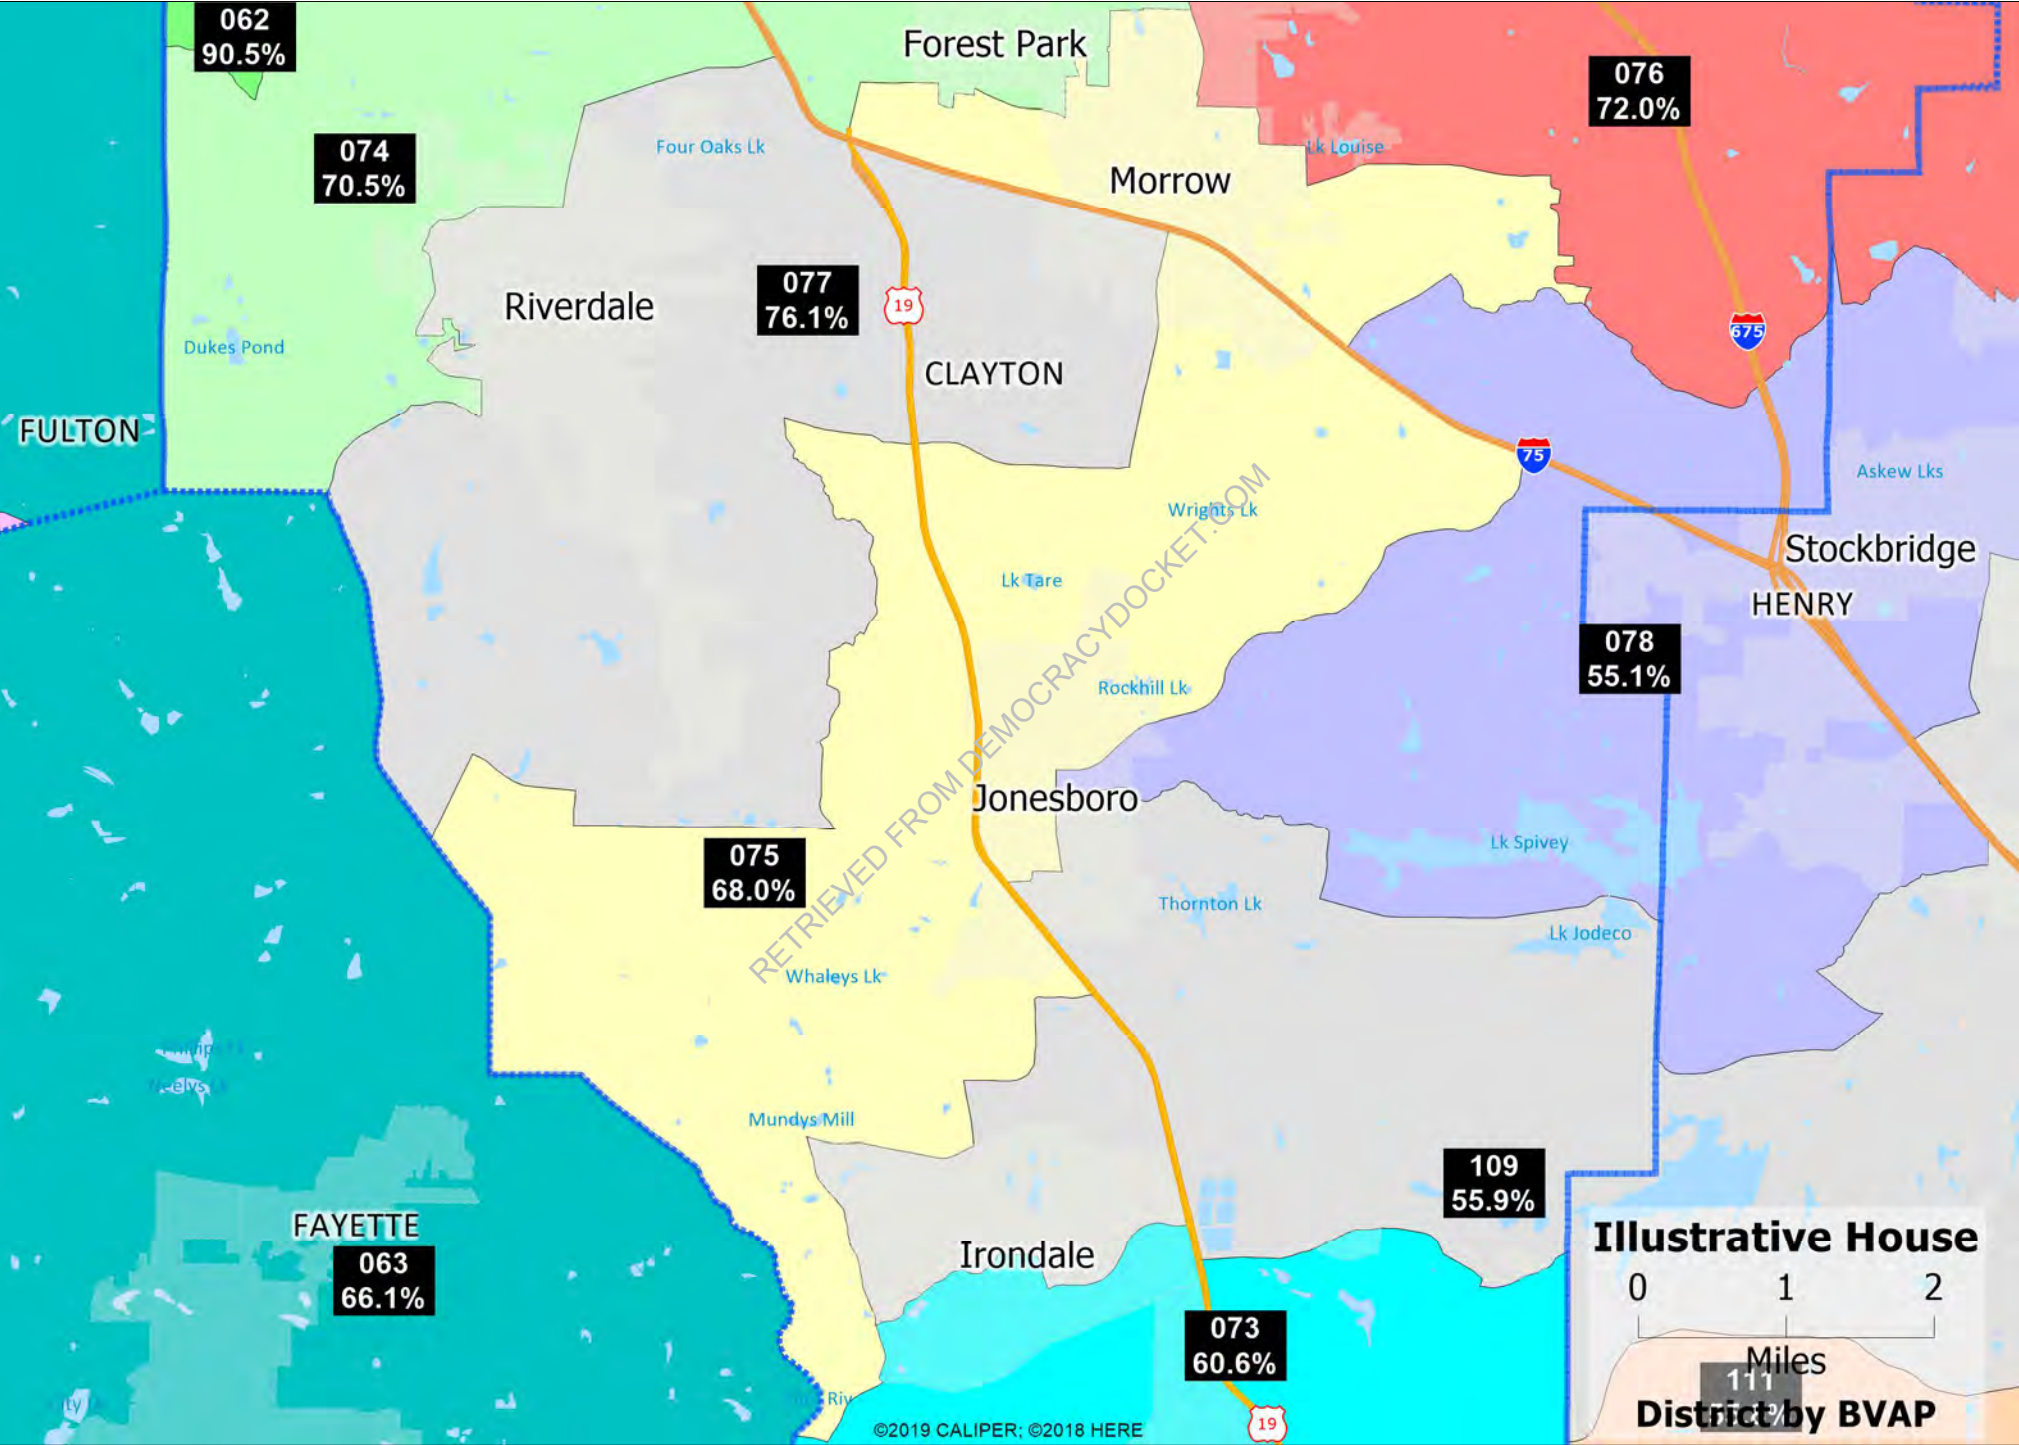 062
90.5%
Forest Park
076
72.0%
074
70.5%
Four Oaks Lk
Lk Louise
Morrow
077
76.1%
Riverdale
19
675
Dukes Pond
CLAYTON
FULTON
75
Askew Lks
Wrights Lk
Stockbridge
Lk Tare
HENRY
078
55.1%
Rockhill Lk
RETRIEVED FROM DEMOCRACYDOCKET.COM
Jonesboro
Lk Spivey
075
68.0%
Thornton Lk
Lk Jodeco
Whaleys Lk
Mundys Mill
109
55.9%
FAYETTE
063
66.1%
Irondale
Illustrative House
0 1 2
Miles
073
60.6%
111
Riv
District by BVAP
19
©2019 CALIPER; ©2018 HERE